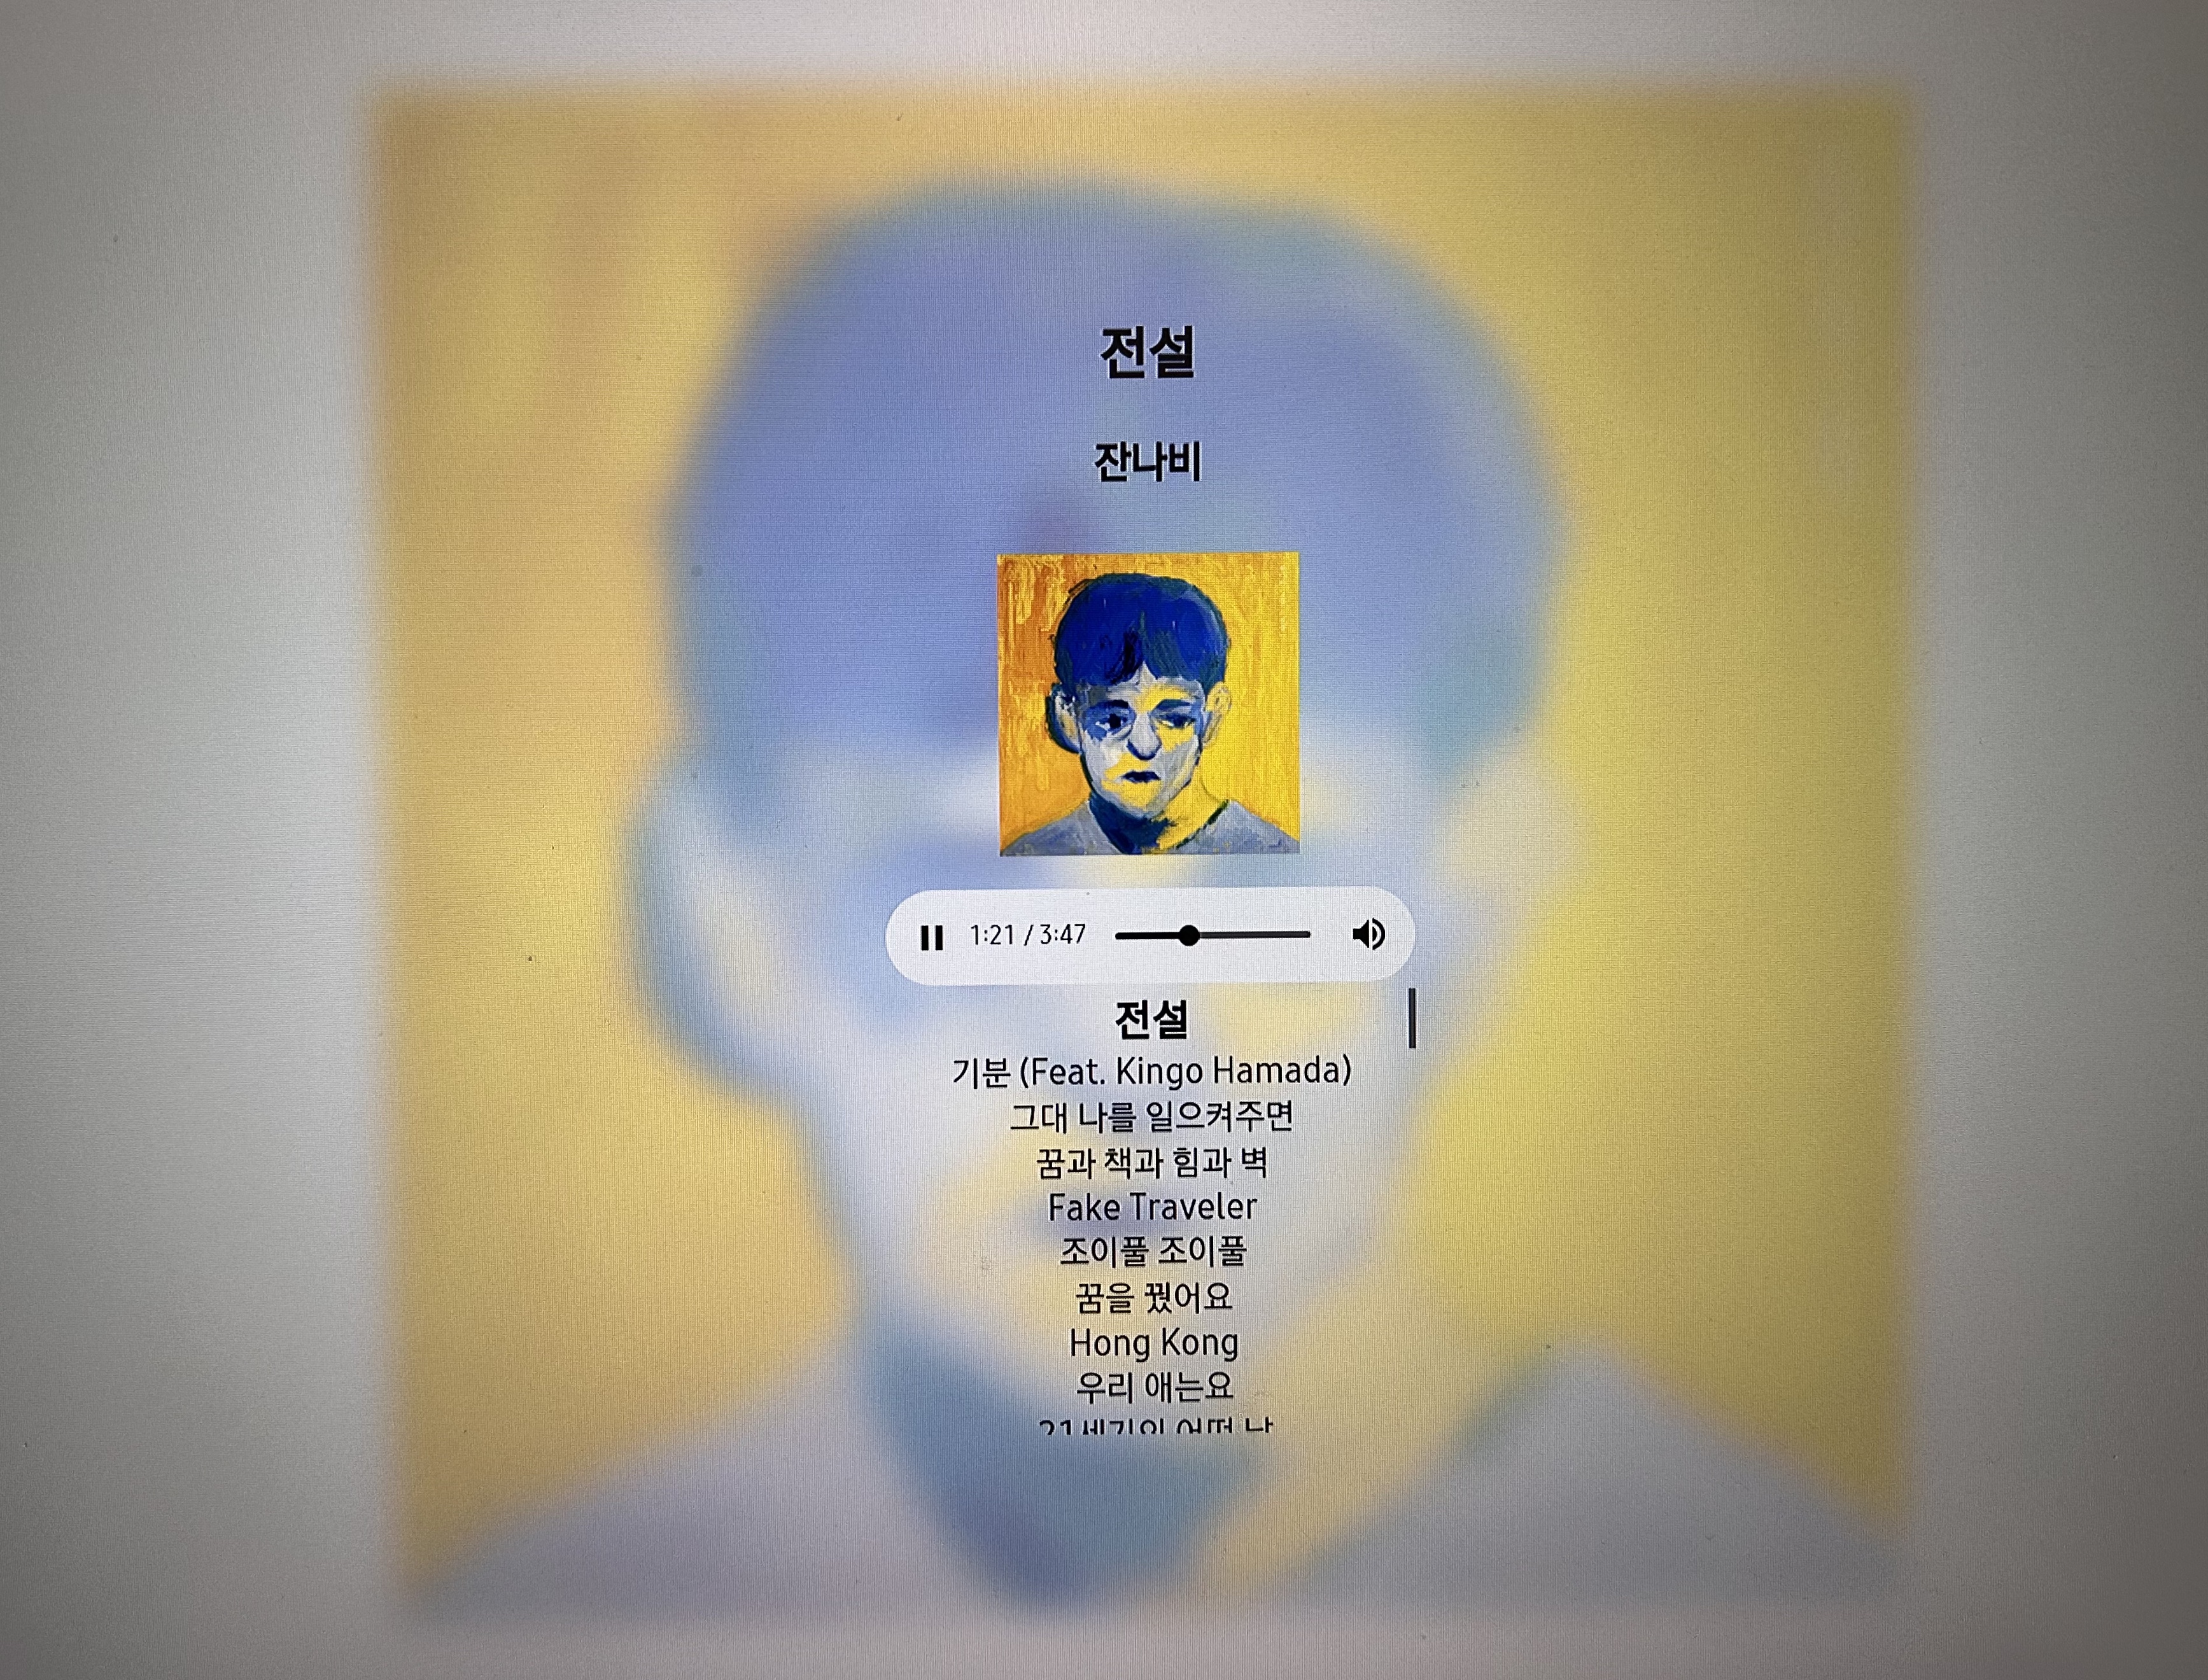 전설
잔나비
1:21 / 3:47
전설
기분 (Feat. Kingo Hamada)
그대 나를 일으켜주면
꿈과 책과 힘과 벽
Fake Traveler
조이풀 조이풀
꿈을 꿨어요
Hong Kong
우리 애는요